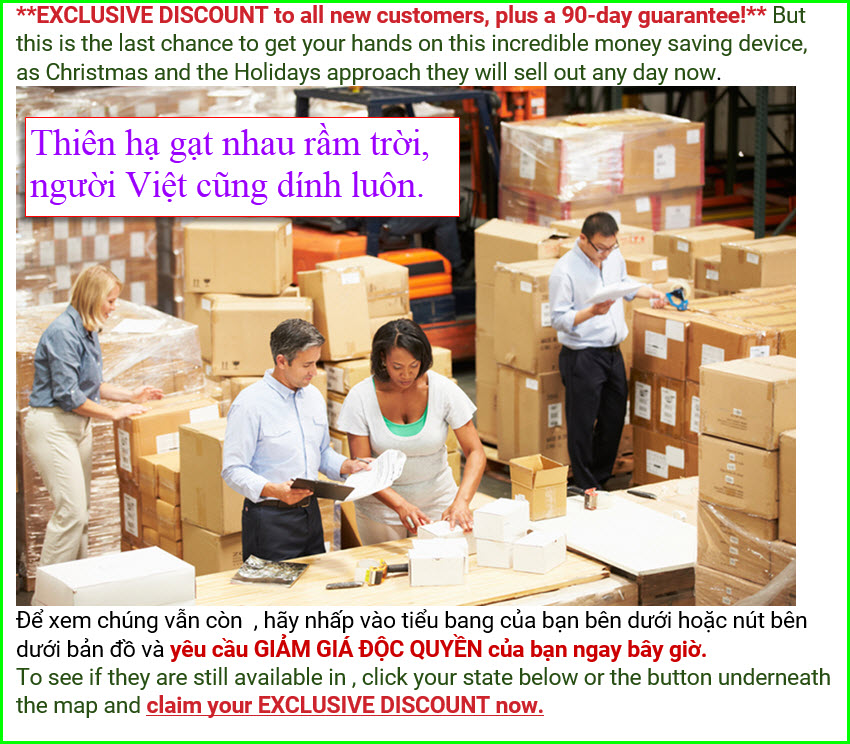 **EXCLUSIVE DISCOUNT to all new customers, plus a 90-day guarantee!** But
this is the last chance to get your hands on this incredible money saving device,
as Christmas and the Holidays approach they will sell out any day now.
Thiên hạ gạt nhau rầm trời,
người Việt cũng dính luôn.
Để xem chúng vẫn còn , hãy nhấp vào tiểu bang của bạn bên dưới hoặc nút bên
dưới bản đồ và yêu cầu GIẢM GIÁ ĐỘC QUYỀN của bạn ngay bây giờ.
To see if they are still available in , click your state below or the button underneath
the map and claim your EXCLUSIVE DISCOUNT now.